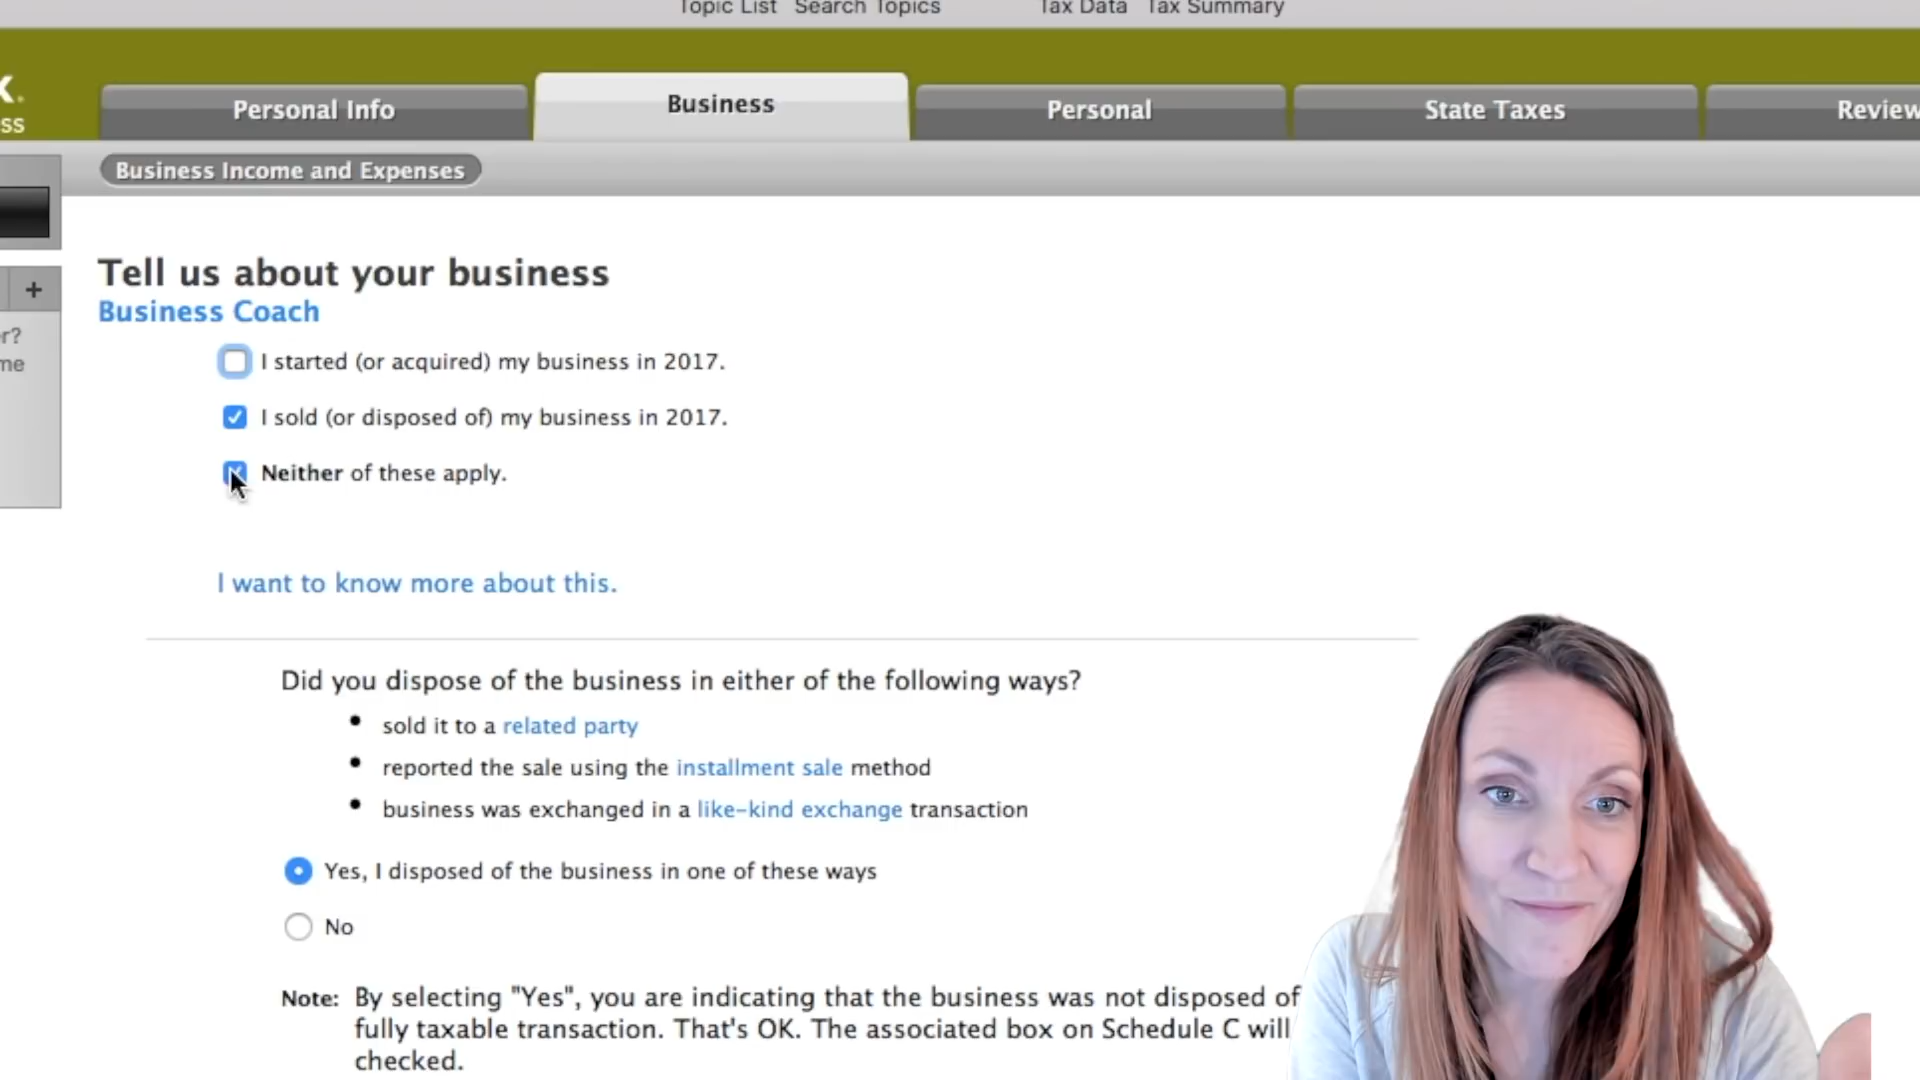 Topic List Search Topics Tax Data Tax Summary
Personal Info Business Personal State Taxes Review
ss
Business Income and Expenses
Tell us about your business
Business Coach
+
r?
me
I started (or acquired) my business in 2017.
I sold (or disposed of) my business in 2017.
Neither of these apply.
I want to know more about this.
Did you dispose of the business in either of the following ways?
• sold it to a related party
• reported the sale using the installment sale method
• business was exchanged in a like-kind exchange transaction
Yes, I disposed of the business in one of these ways
No
Note: By selecting "Yes", you are indicating that the business was not disposed of
fully taxable transaction. That's OK. The associated box on Schedule C will
checked.